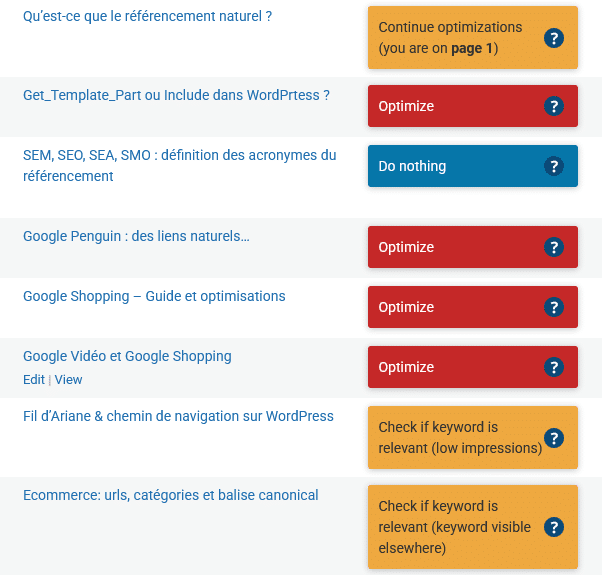 Qu'est-ce que le référencement naturel ?
Continue optimizations
(you are on page 1)
?
Get_Template_Part ou Include dans WordPrtess ?
Optimize
?
SEM, SEO, SEA, SMO : définition des acronymes du
référencement
Do nothing
?
Google Penguin : des liens naturels…
Optimize
?
Google Shopping – Guide et optimisations
Optimize
?
Google Vidéo et Google Shopping
Edit | View
Optimize
?
Fil d'Ariane & chemin de navigation sur WordPress
Check if keyword is
relevant (low impressions)
?
Ecommerce: urls, catégories et balise canonical
Check if keyword is
relevant (keyword visible
elsewhere)
?